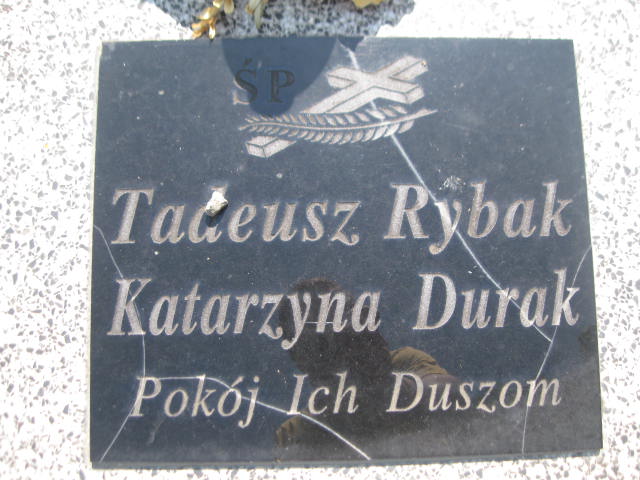 ŚP
Tadeusz Rybak
Katarzyna Durak
Pokój Ich Duszom